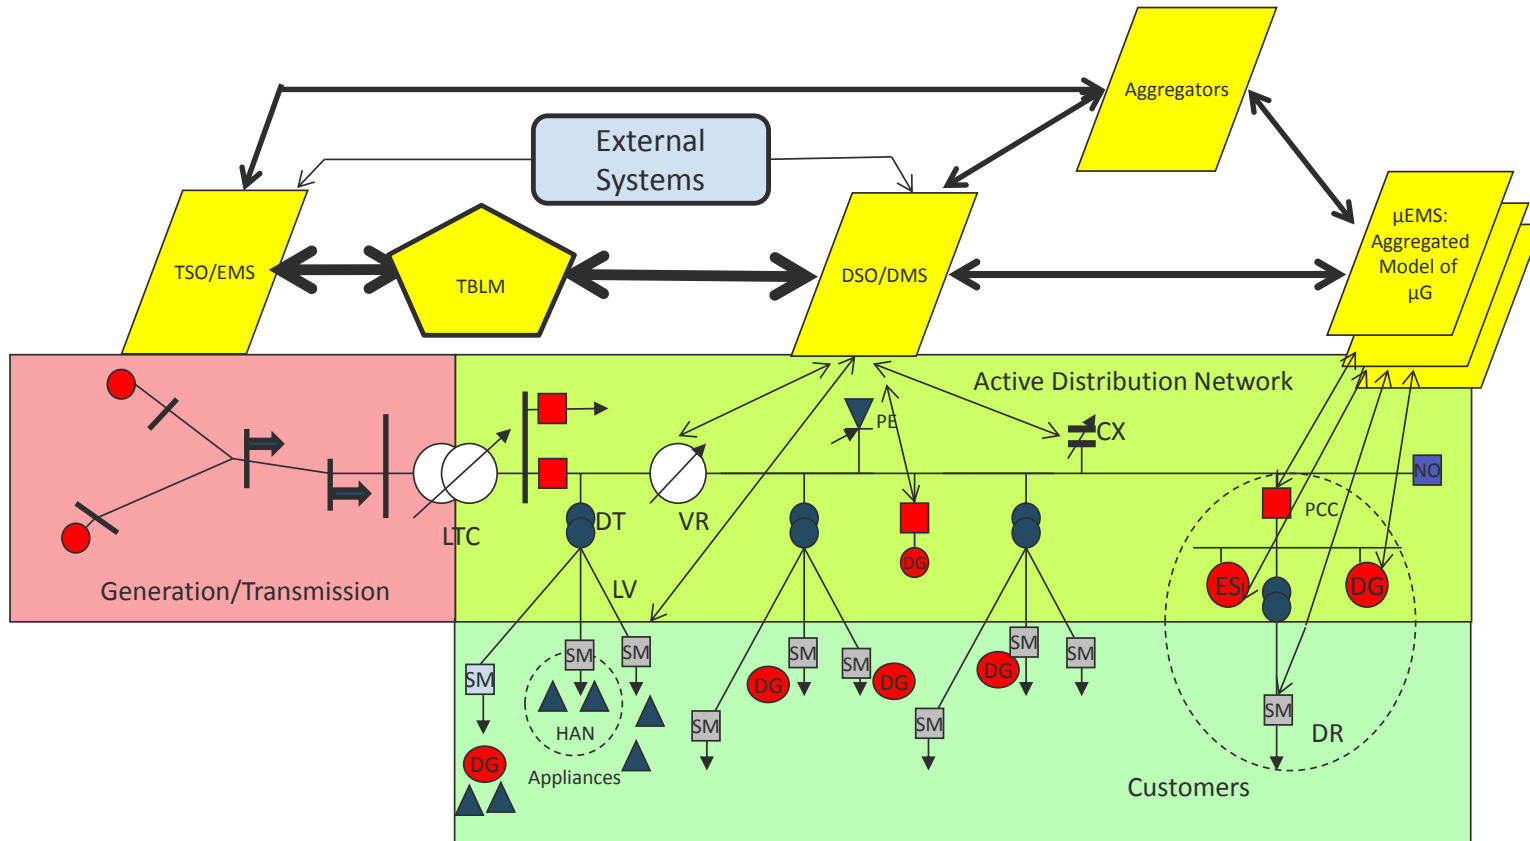 Aggregators
External
Systems
µEMS:
Aggregated
Model of
µG
TSO/EMS
TBLM
DSO/DMS
Active Distribution Network
PE
CX
NO
LTC
DT
VR
PCC
DG
ES
DG
Generation/Transmission
LV
SM
SM
SM
SM
SM
SM
SM
DG
DG
DG
SM
SM
SM
SM
HAN
DR
DG
Appliances
Customers